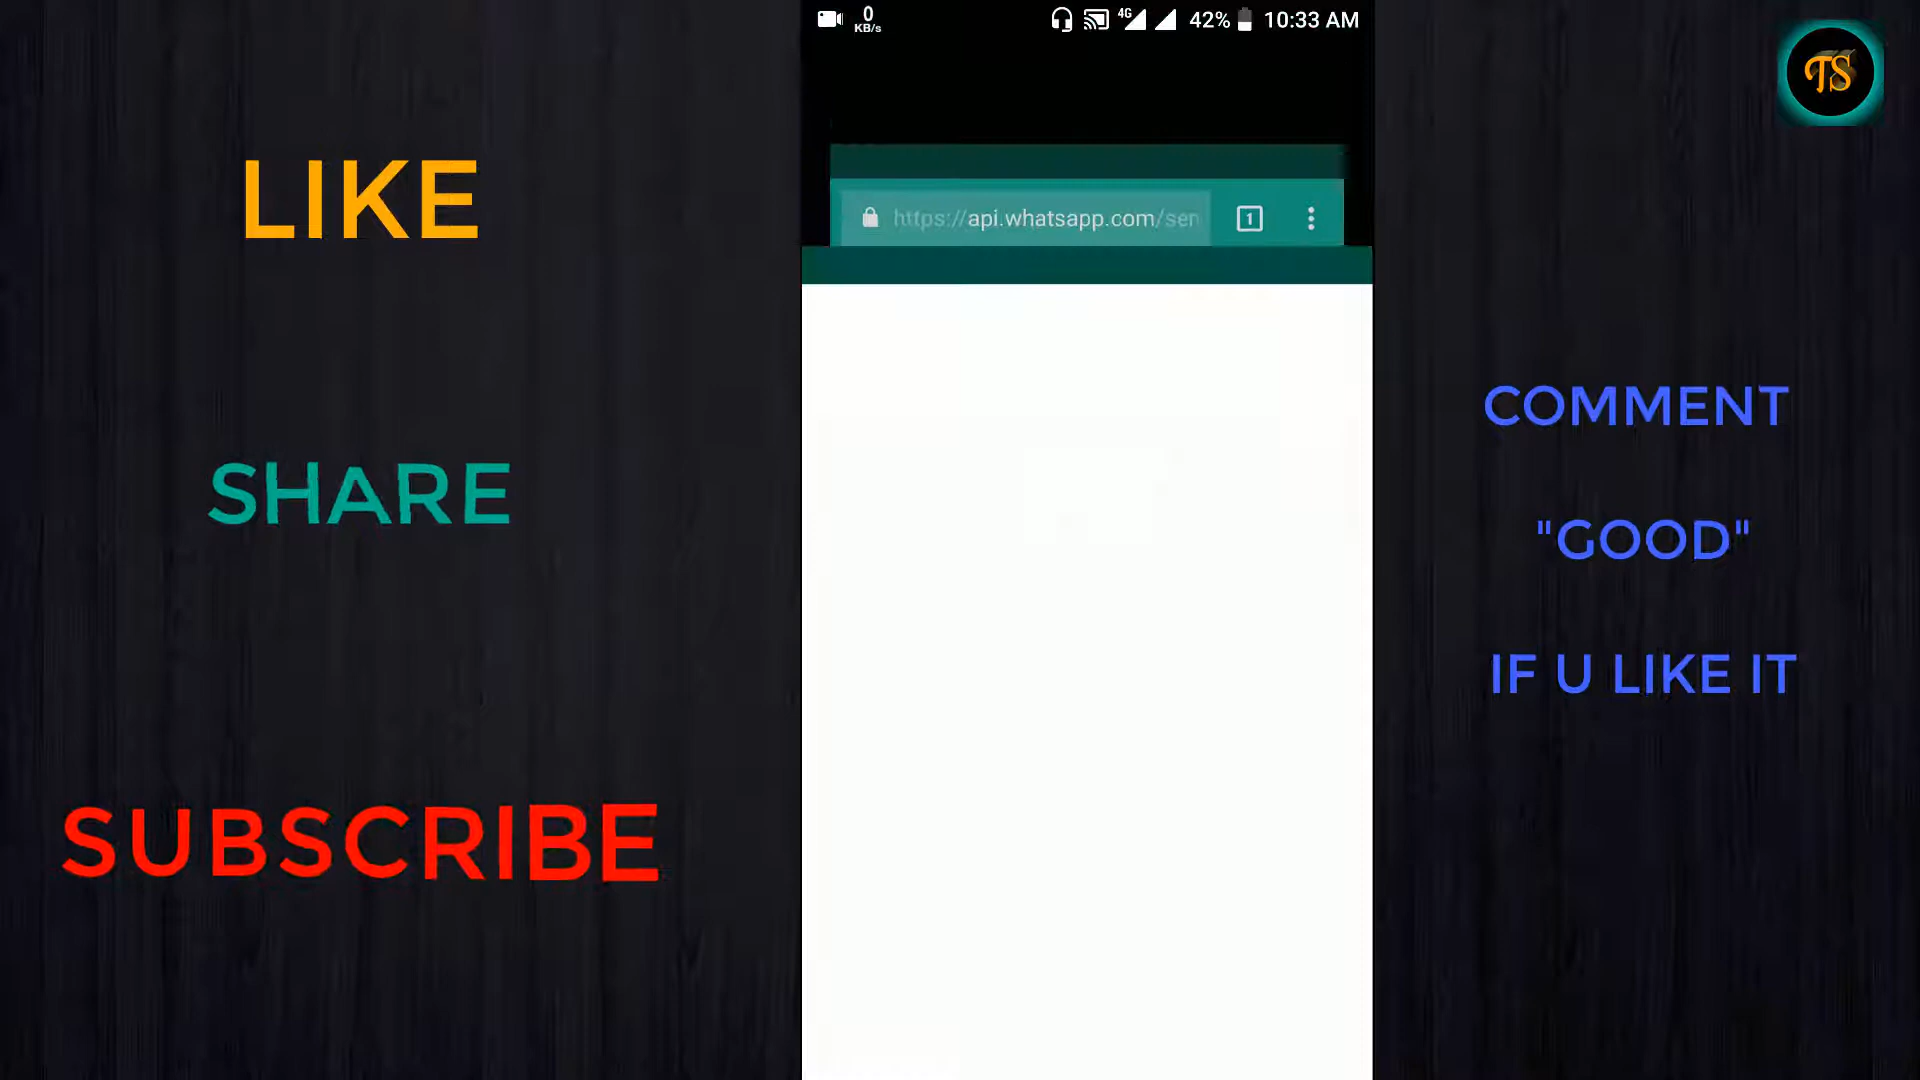 LIKE
SHARE
SUBSCRIBE
0
KB/s
4G
42%
10:33 AM
https://api.whatsapp.com/sen
1
TS
COMMENT
"GOOD"
IF U LIKE IT